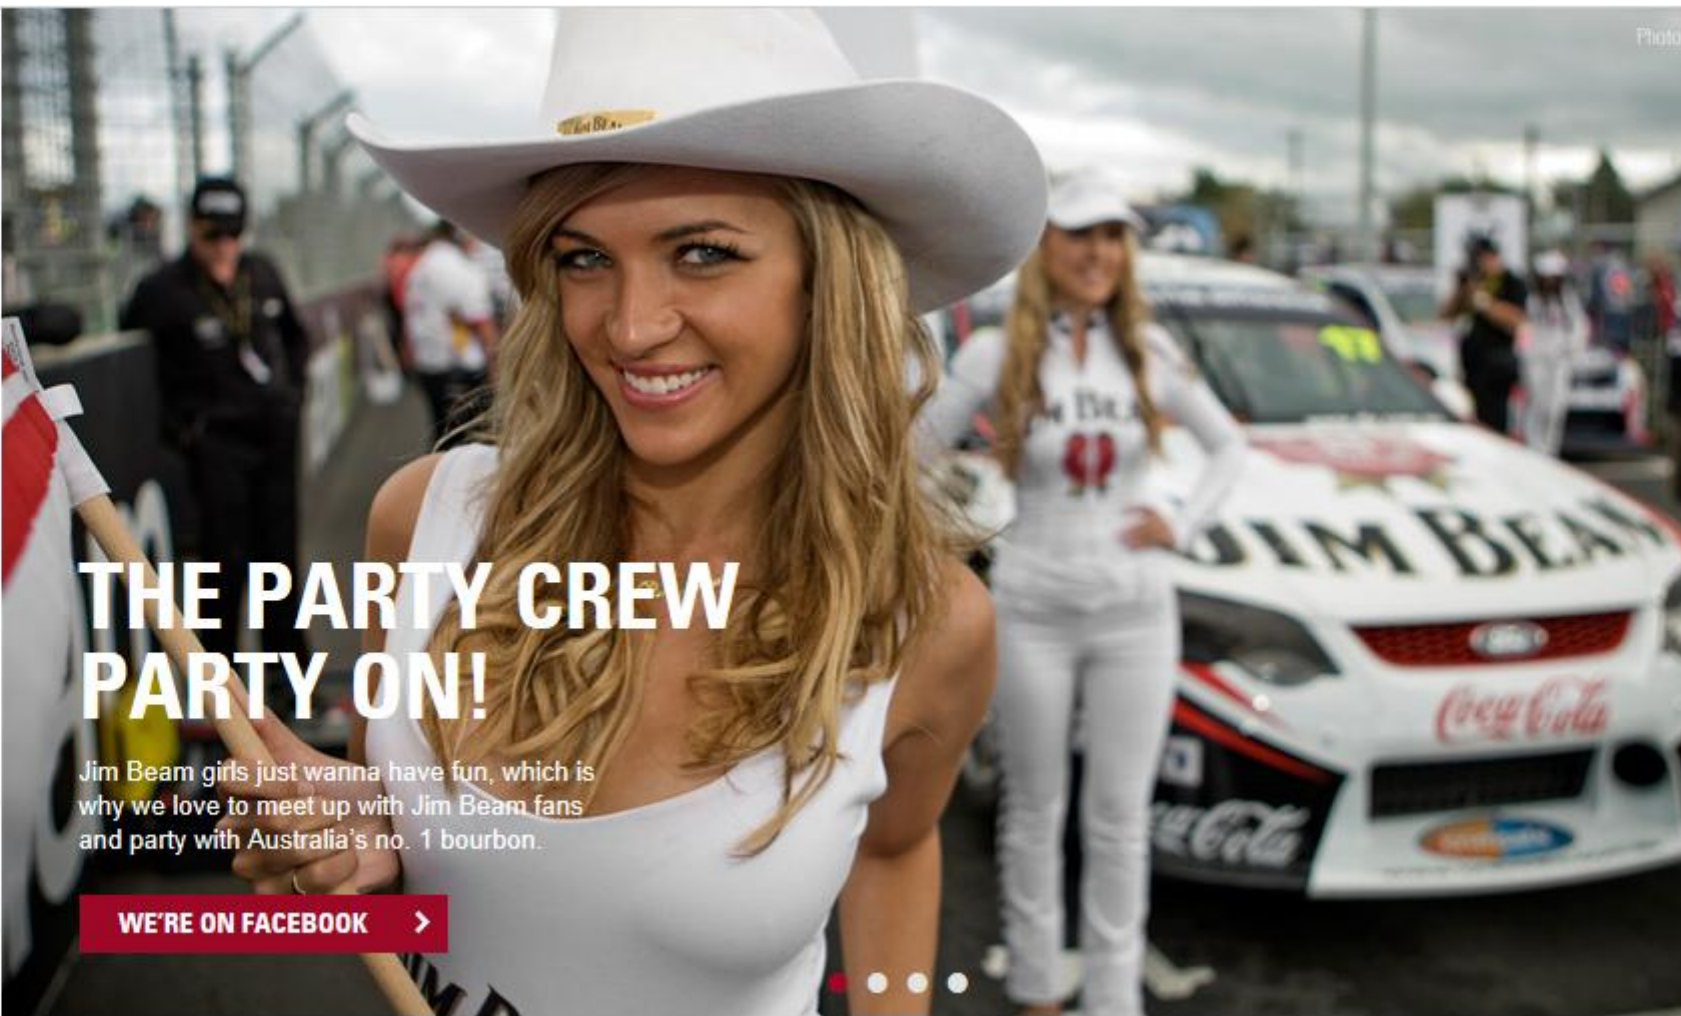 Photo
THE PARTY CREW
PARTY ON!
Jim Beam girls just wanna have fun, which is
why we love to meet up with Jim Beam fans
and party with Australia's no. 1 bourbon.
WE'RE ON FACEBOOK
JIM BEAM
Coca-Cola
Coca-Cola